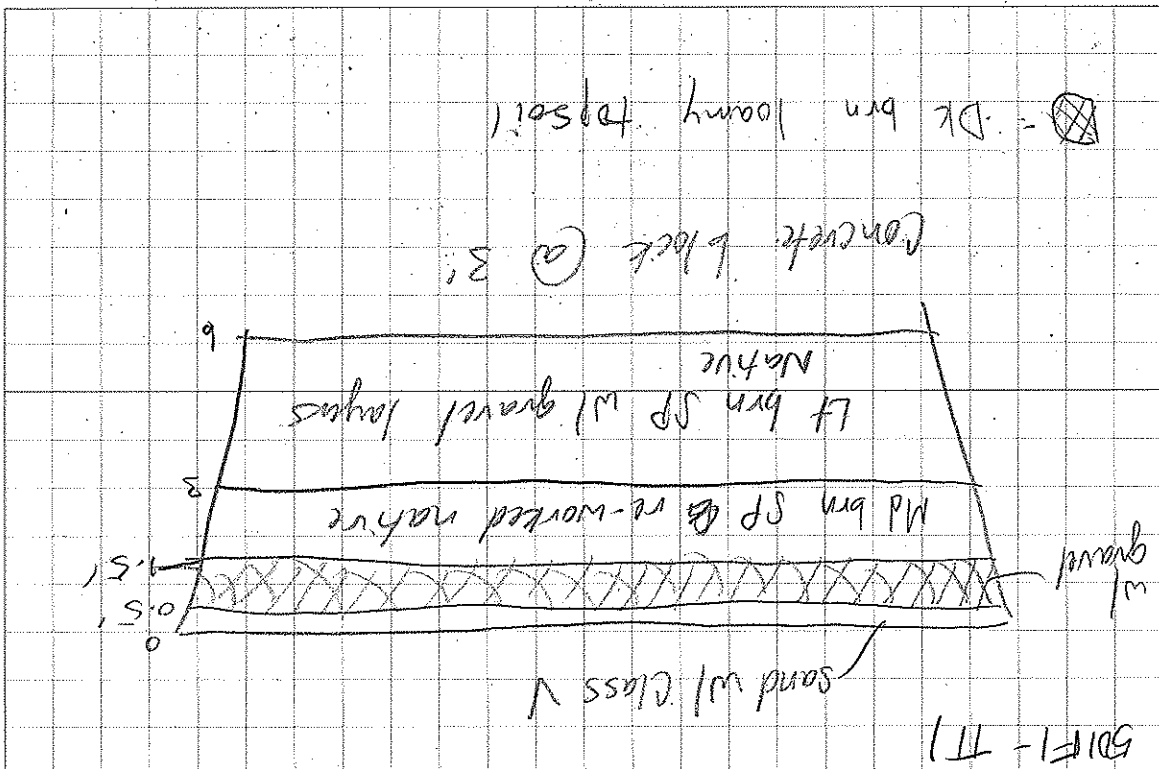 501F1-TT1
Sand w/ Class V
0
0.5'
w/ gravel
1.5'
Md brn SP re-worked native
3
Lt brn SP w/ gravel layers
Native
6
Concrete block @ 3'
= Dk brn loamy topsoil